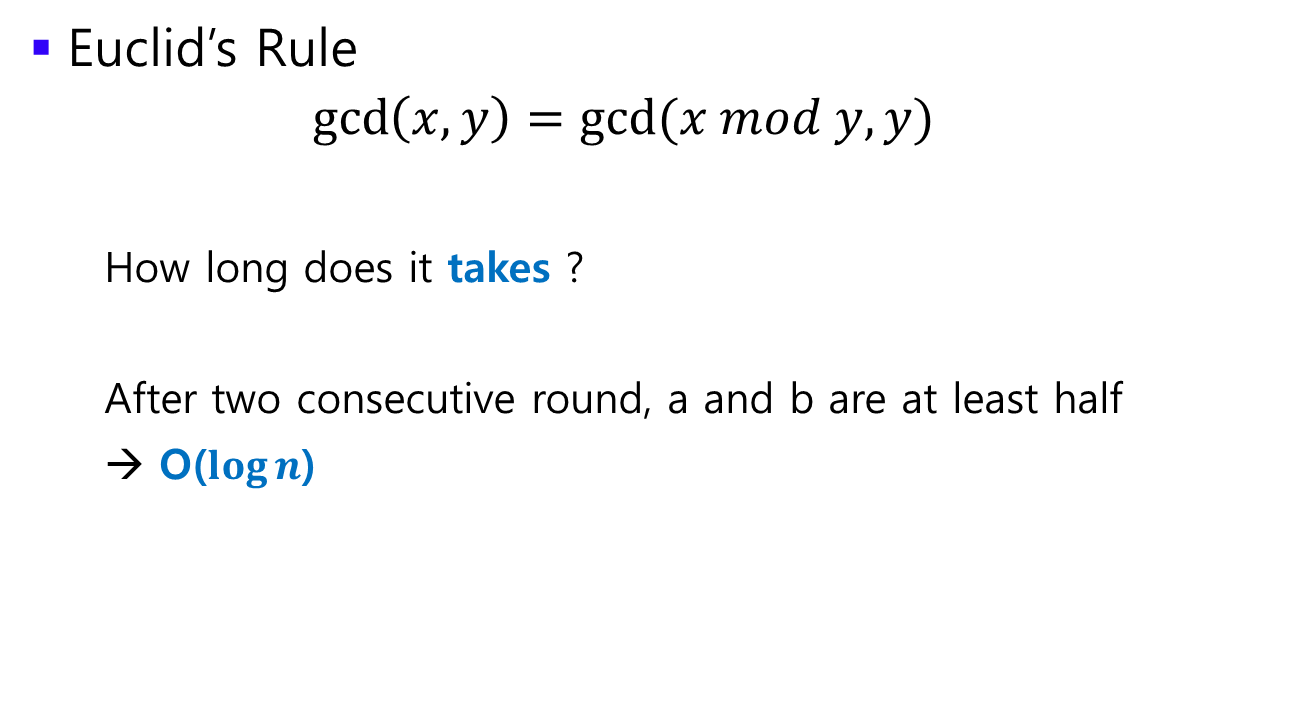 ▪ Euclid’s Rule
gcd(x, y) = gcd(x mod y, y)
How long does it takes ?
After two consecutive round, a and b are at least half
→ O(log n)